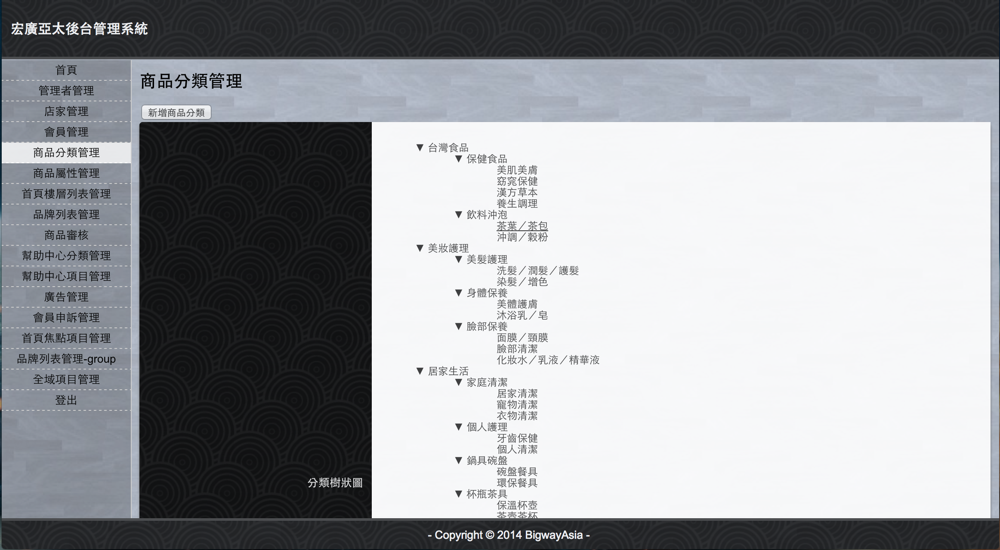 宏廣亞太後台管理系統
首頁
管理者管理
店家管理
會員管理
商品分類管理
商品屬性管理
首頁樓層列表管理
品牌列表管理
商品審核
幫助中心分類管理
幫助中心項目管理
廣告管理
會員申訴管理
首頁焦點項目管理
品牌列表管理-group
全域項目管理
登出
商品分類管理
新增商品分類
分類樹狀圖
▼ 台灣食品
▼ 保健食品
美肌美膚
窈窕保健
漢方草本
養生調理
▼ 飲料沖泡
茶葉／茶包
沖調／穀粉
▼ 美妝護理
▼ 美髮護理
洗髮／潤髮／護髮
染髮／增色
▼ 身體保養
美體護膚
沐浴乳／皂
▼ 臉部保養
面膜／頸膜
臉部清潔
化妝水／乳液／精華液
▼ 居家生活
▼ 家庭清潔
居家清潔
寵物清潔
衣物清潔
▼ 個人護理
牙齒保健
個人清潔
▼ 鍋具碗盤
碗盤餐具
環保餐具
▼ 杯瓶茶具
保溫杯壺
茶壺茶杯
- Copyright © 2014 BigwayAsia -